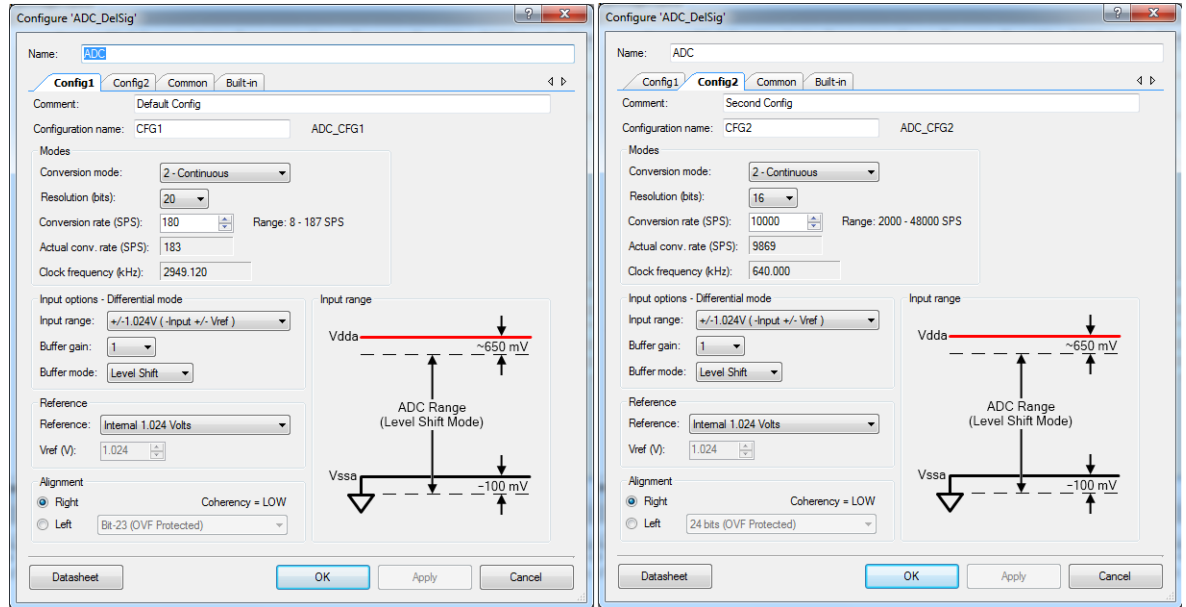 Configure 'ADC_DelSig'
Name: ADC
Config1 Config2 Common Built-in
Comment: Default Config
Configuration name: CFG1 ADC_CFG1
Modes
Conversion mode: 2 - Continuous
Resolution (bits): 20
Conversion rate (SPS): 180 Range: 8 - 187 SPS
Actual conv. rate (SPS): 183
Clock frequency (kHz): 2949.120
Input options - Differential mode
Input range: +/-1.024V ( -Input +/- Vref )
Buffer gain: 1
Buffer mode: Level Shift
Reference
Reference: Internal 1.024 Volts
Vref (V): 1.024
Alignment
Right Coherency = LOW
Left Bit-23 (OVF Protected)
Input range
Vdda
~650 mV
ADC Range
(Level Shift Mode)
Vssa
-100 mV
Datasheet OK Apply Cancel
Configure 'ADC_DelSig'
Name: ADC
Config1 Config2 Common Built-in
Comment: Second Config
Configuration name: CFG2 ADC_CFG2
Modes
Conversion mode: 2 - Continuous
Resolution (bits): 16
Conversion rate (SPS): 10000 Range: 2000 - 48000 SPS
Actual conv. rate (SPS): 9869
Clock frequency (kHz): 640.000
Input options - Differential mode
Input range: +/-1.024V ( -Input +/- Vref )
Buffer gain: 1
Buffer mode: Level Shift
Reference
Reference: Internal 1.024 Volts
Vref (V): 1.024
Alignment
Right Coherency = LOW
Left 24 bits (OVF Protected)
Input range
Vdda
~650 mV
ADC Range
(Level Shift Mode)
Vssa
-100 mV
Datasheet OK Apply Cancel